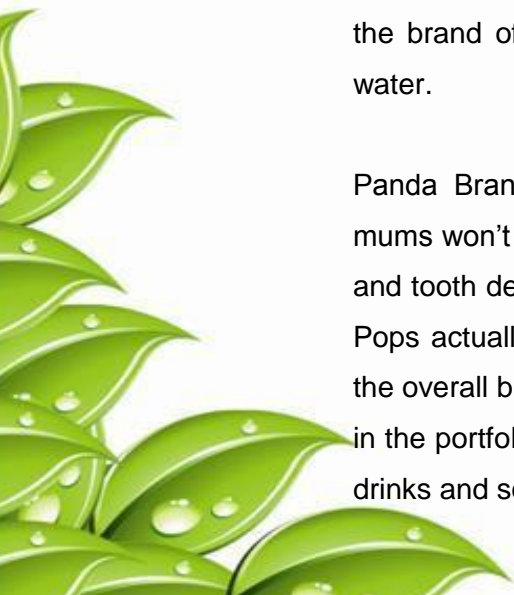 the brand of
water.
Panda Bran
mums won't
and tooth de
Pops actuall
the overall b
in the portfol
drinks and s